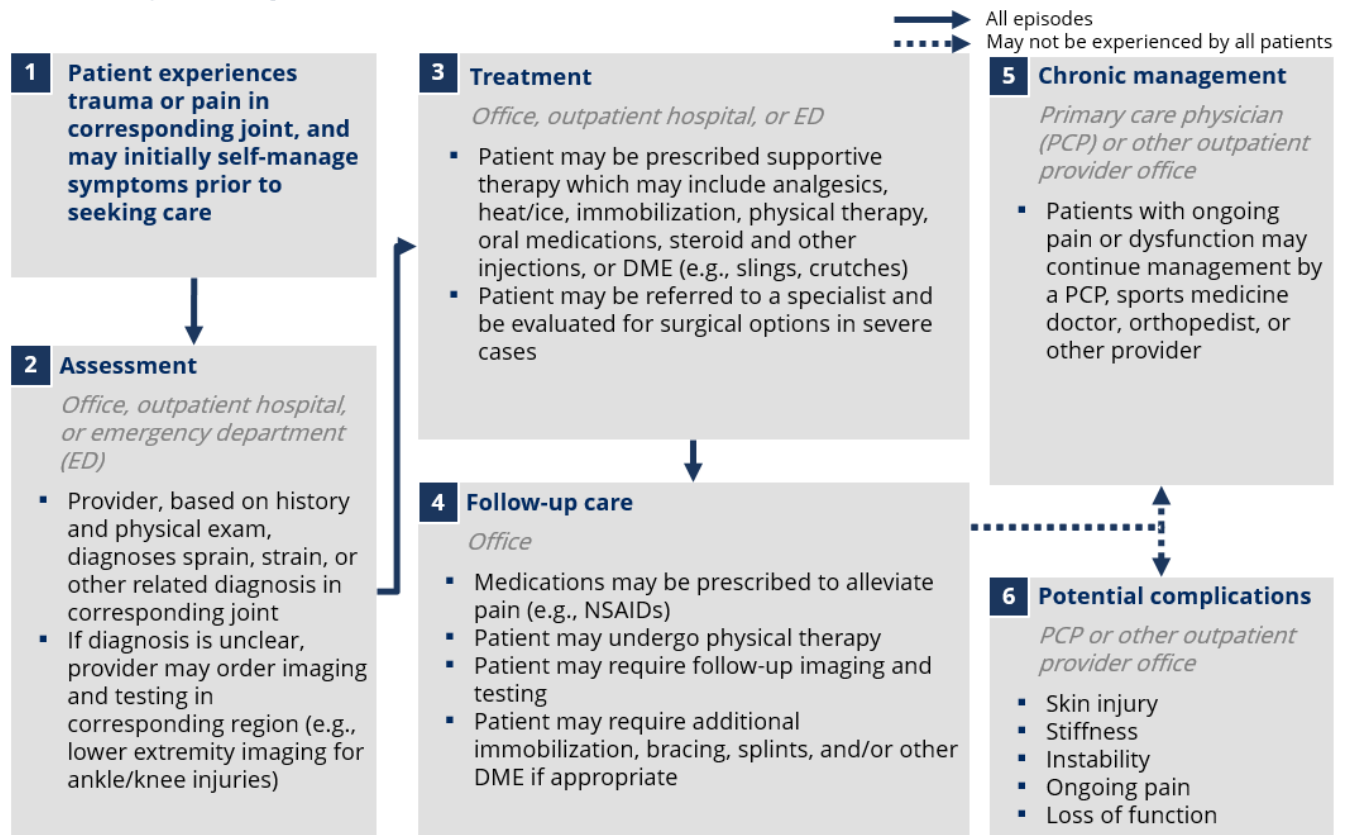 All episodes
May not be experienced by all patients
1
Patient experiences
trauma or pain in
corresponding joint, and
may initially self-manage
symptoms prior to
seeking care
2
Assessment
Office, outpatient hospital,
or emergency department
(ED)
▪ Provider, based on history
and physical exam,
diagnoses sprain, strain, or
other related diagnosis in
corresponding joint
▪ If diagnosis is unclear,
provider may order imaging
and testing in
corresponding region (e.g.,
lower extremity imaging for
ankle/knee injuries)
3
Treatment
Office, outpatient hospital, or ED
▪ Patient may be prescribed supportive
therapy which may include analgesics,
heat/ice, immobilization, physical therapy,
oral medications, steroid and other
injections, or DME (e.g., slings, crutches)
▪ Patient may be referred to a specialist and
be evaluated for surgical options in severe
cases
4
Follow-up care
Office
▪ Medications may be prescribed to alleviate
pain (e.g., NSAIDs)
▪ Patient may undergo physical therapy
▪ Patient may require follow-up imaging and
testing
▪ Patient may require additional
immobilization, bracing, splints, and/or other
DME if appropriate
5
Chronic management
Primary care physician
(PCP) or other outpatient
provider office
▪ Patients with ongoing
pain or dysfunction may
continue management by
a PCP, sports medicine
doctor, orthopedist, or
other provider
6
Potential complications
PCP or other outpatient
provider office
▪ Skin injury
▪ Stiffness
▪ Instability
▪ Ongoing pain
▪ Loss of function